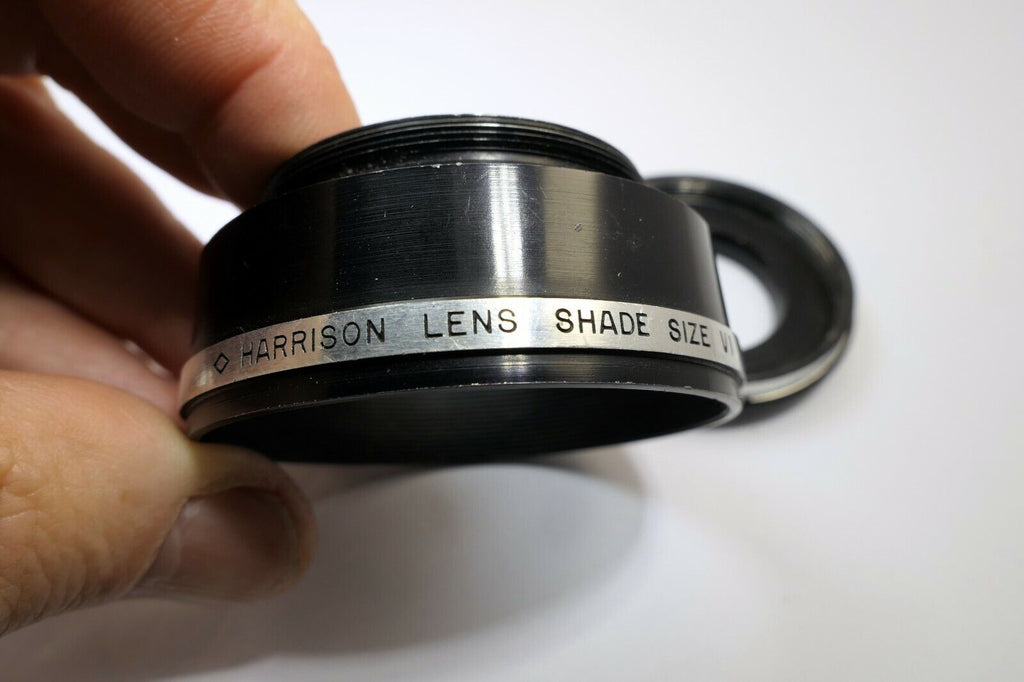 ◇ HARRISON LENS SHADE SIZE